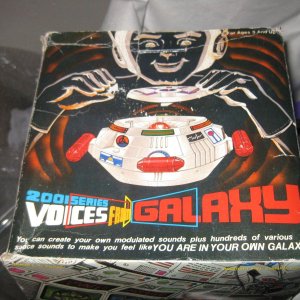 For Ages 5 And Up
2001 SERIES
VOICES FROM GALAXY
You can create your own modulated sounds plus hundreds of various
space sounds to make you feel like YOU ARE IN YOUR OWN GALAX